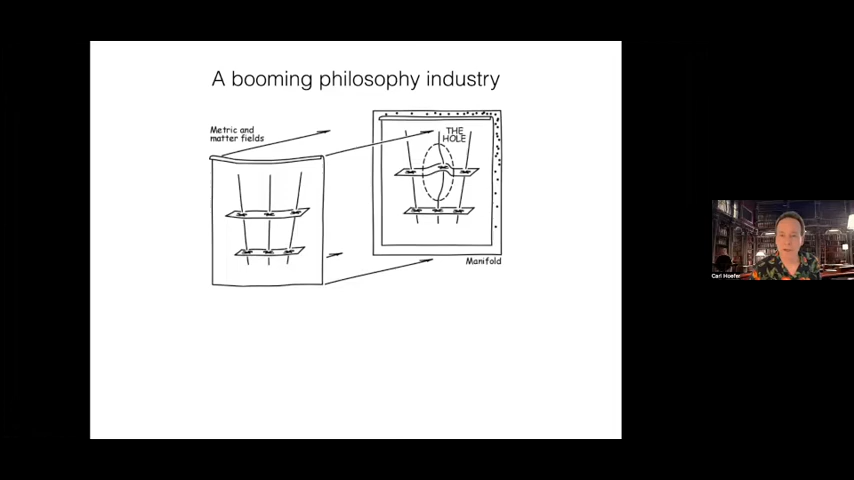 A booming philosophy industry
Metric and
matter fields
THE
HOLE
Manifold
Carl Hoefer